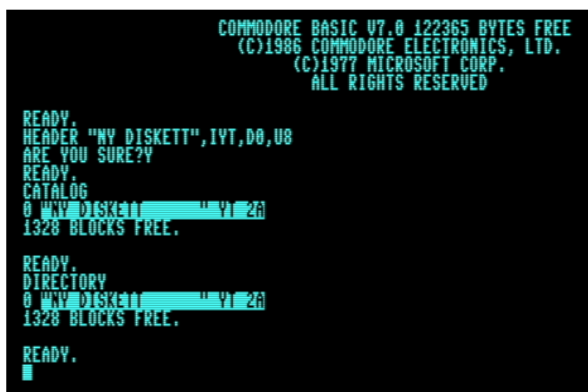 COMMODORE BASIC V7.0 122365 BYTES FREE
(C)1986 COMMODORE ELECTRONICS, LTD.
(C)1977 MICROSOFT CORP.
ALL RIGHTS RESERVED
READY.
HEADER "NY DISKETT",IYT,D0,U8
ARE YOU SURE?Y
READY.
CATALOG
0 "NY DISKETT      " YT 2A
1328 BLOCKS FREE.
READY.
DIRECTORY
0 "NY DISKETT      " YT 2A
1328 BLOCKS FREE.
READY.